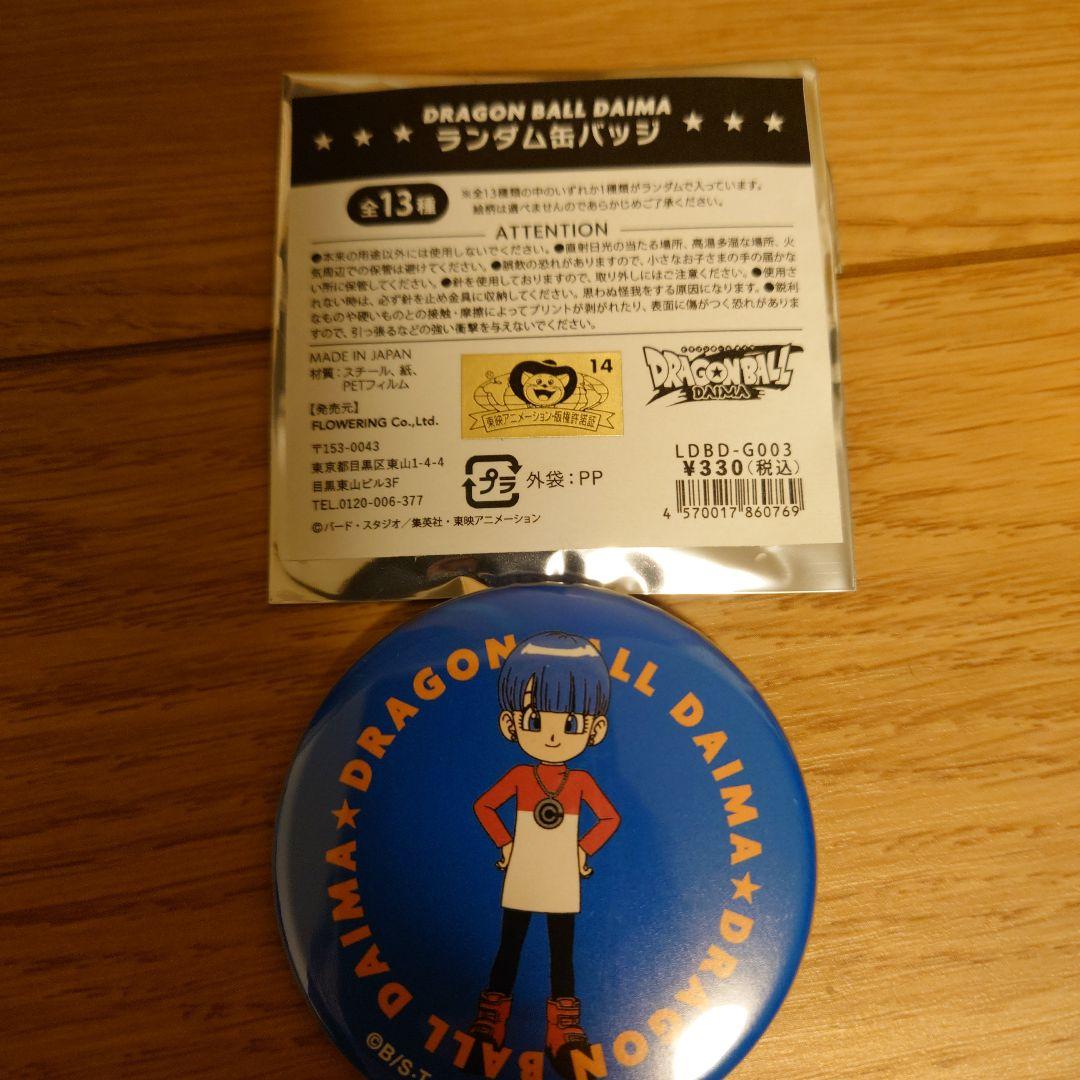 DRAGON BALL DAIMA
ランダム缶バッジ
全13種
※全13種類の中のいずれか1種類がランダムで入っています。
絵柄は選べませんのであらかじめご了承ください。
ATTENTION
●本来の用途以外には使用しないでください。●直射日光の当たる場所、高温多湿な場所、火
気周辺での保管は避けてください。●誤飲の恐れがありますので、小さなお子さまの手の届かな
い所に保管してください。●針を使用しておりますので、取り外しにはご注意ください。●使用さ
れない時は、必ず針を止め金具に収納してください。思わぬ怪我をする原因になります。●鋭利
なものや硬いものとの接触・摩擦によってプリントが剥がれたり、表面に傷がつく恐れがありま
すので、引っ張るなどの強い衝撃を与えないでください。
MADE IN JAPAN
材質：スチール、紙、
PETフィルム
【発売元】
FLOWERING Co.,Ltd.
〒153-0043
東京都目黒区東山1-4-4
目黒東山ビル3F
TEL.0120-006-377
©バード・スタジオ／集英社・東映アニメーション
14
東映アニメーション・版権許諾証
プラ
外袋：PP
DRAGON BALL
DAIMA
LDBD-G003
¥330(税込)
4 570017 860769
DRAGON BALL DAIMA★DRAGON BALL DAIMA★
©B/S,T